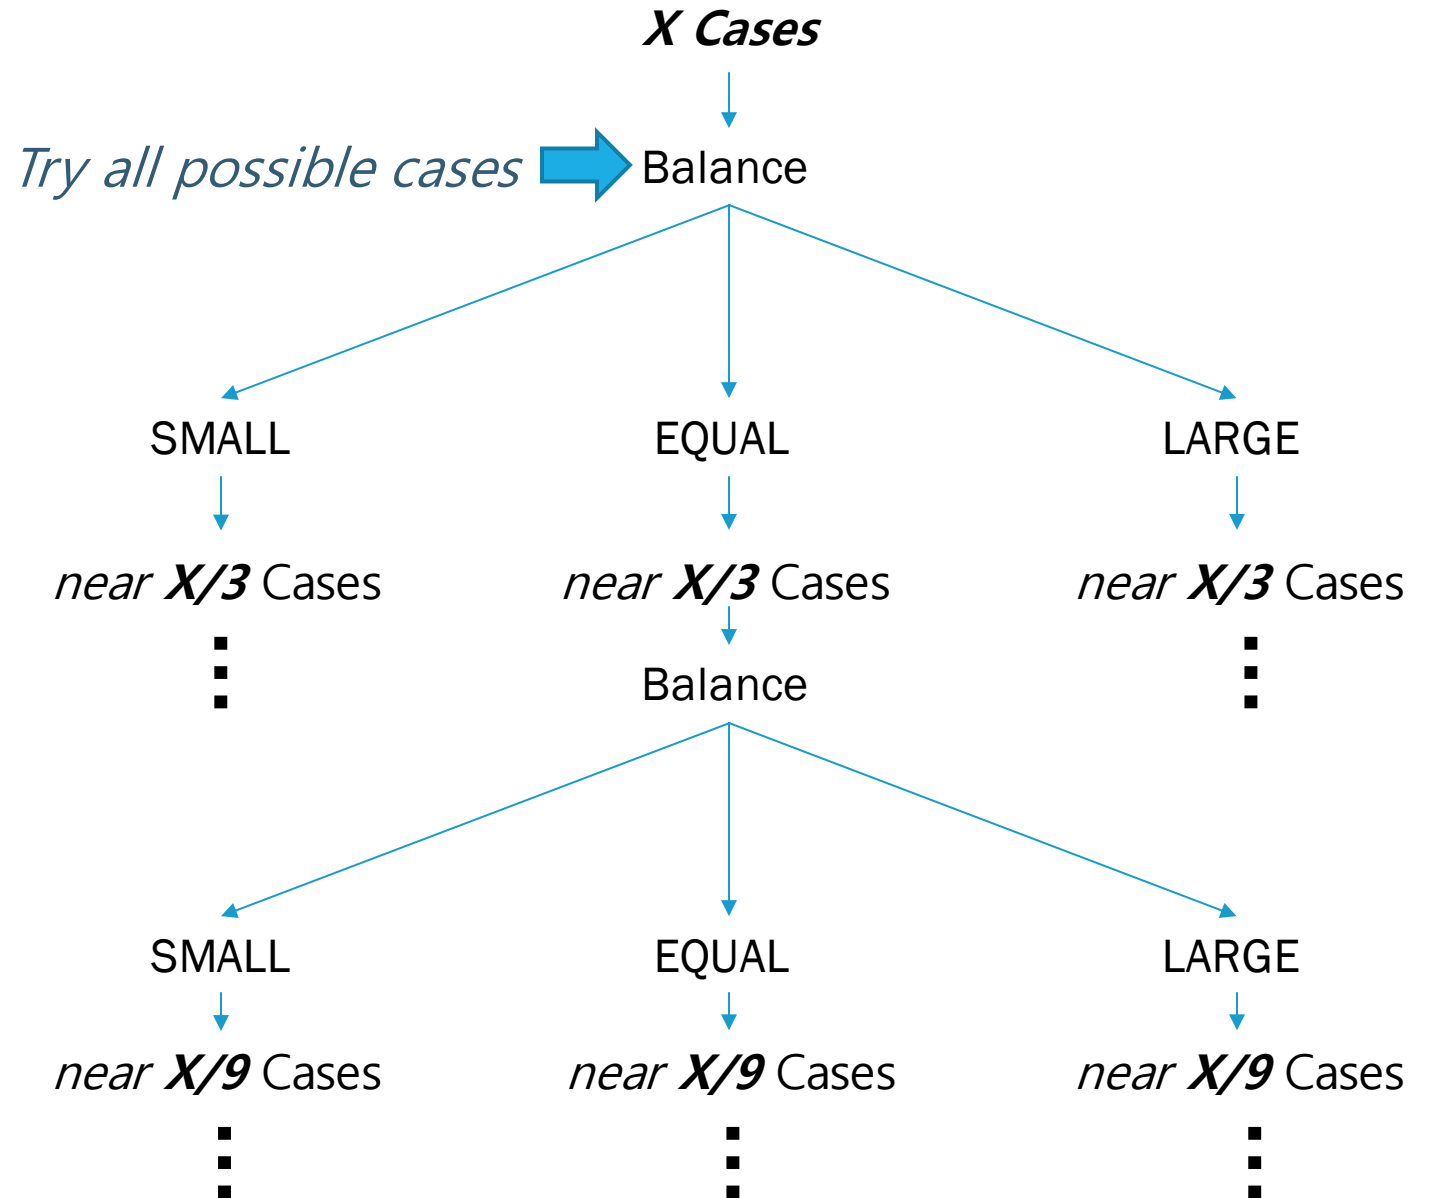 X Cases
Try all possible cases
Balance
SMALL
EQUAL
LARGE
near X/3 Cases
near X/3 Cases
near X/3 Cases
Balance
SMALL
EQUAL
LARGE
near X/9 Cases
near X/9 Cases
near X/9 Cases